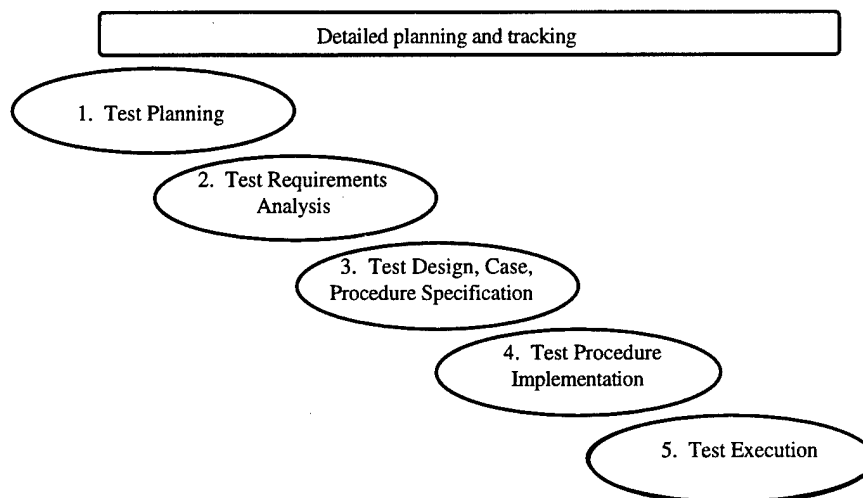 Detailed planning and tracking
1. Test Planning
2. Test Requirements
Analysis
3. Test Design, Case,
Procedure Specification
4. Test Procedure
Implementation
5. Test Execution